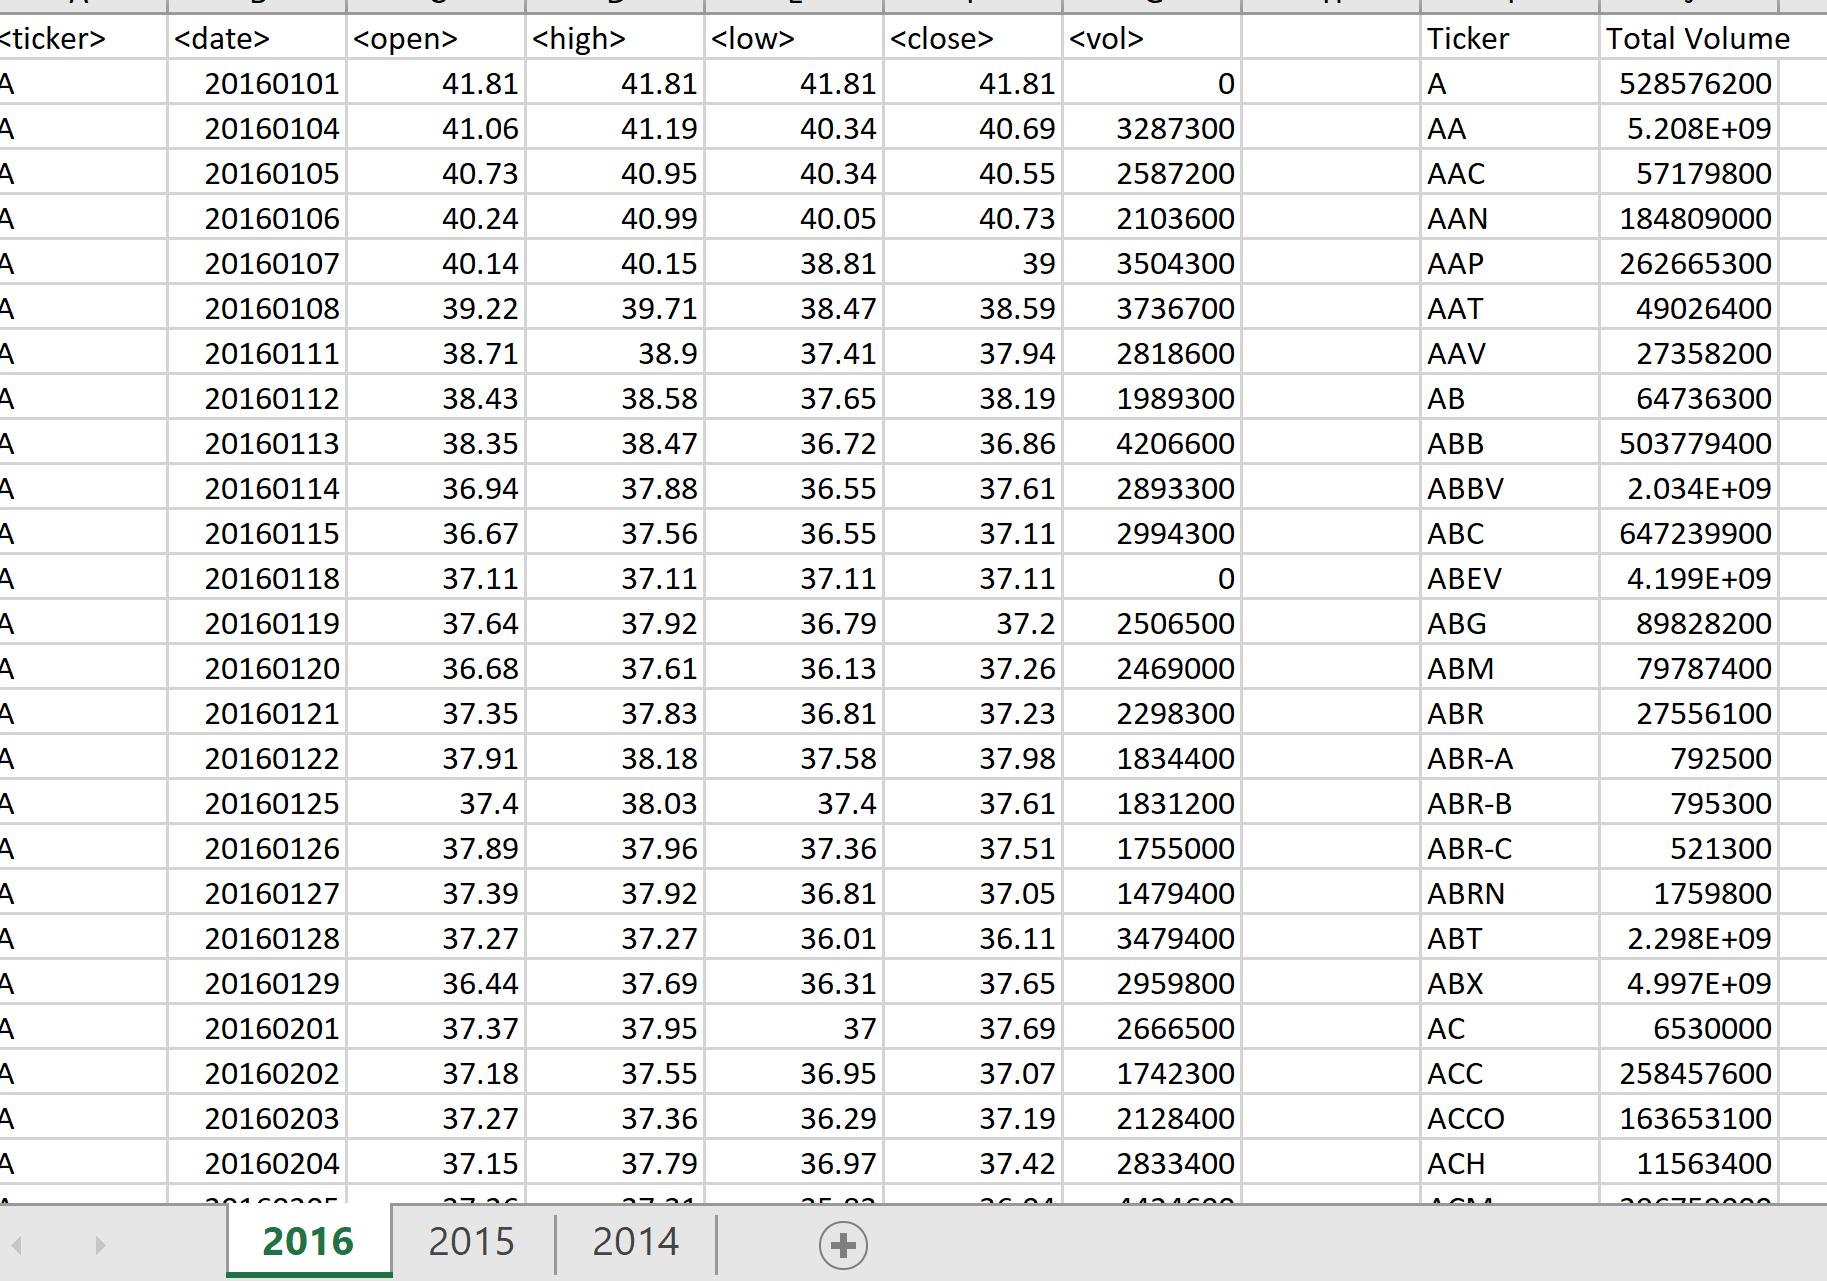 <ticker> <date> <open> <high> <low> <close> <vol> Ticker Total Volume
A 20160101 41.81 41.81 41.81 41.81 0 A 528576200
A 20160104 41.06 41.19 40.34 40.69 3287300 AA 5.208E+09
A 20160105 40.73 40.95 40.34 40.55 2587200 AAC 57179800
A 20160106 40.24 40.99 40.05 40.73 2103600 AAN 184809000
A 20160107 40.14 40.15 38.81 39 3504300 AAP 262665300
A 20160108 39.22 39.71 38.47 38.59 3736700 AAT 49026400
A 20160111 38.71 38.9 37.41 37.94 2818600 AAV 27358200
A 20160112 38.43 38.58 37.65 38.19 1989300 AB 64736300
A 20160113 38.35 38.47 36.72 36.86 4206600 ABB 503779400
A 20160114 36.94 37.88 36.55 37.61 2893300 ABBV 2.034E+09
A 20160115 36.67 37.56 36.55 37.11 2994300 ABC 647239900
A 20160118 37.11 37.11 37.11 37.11 0 ABEV 4.199E+09
A 20160119 37.64 37.92 36.79 37.2 2506500 ABG 89828200
A 20160120 36.68 37.61 36.13 37.26 2469000 ABM 79787400
A 20160121 37.35 37.83 36.81 37.23 2298300 ABR 27556100
A 20160122 37.91 38.18 37.58 37.98 1834400 ABR-A 792500
A 20160125 37.4 38.03 37.4 37.61 1831200 ABR-B 795300
A 20160126 37.89 37.96 37.36 37.51 1755000 ABR-C 521300
A 20160127 37.39 37.92 36.81 37.05 1479400 ABRN 1759800
A 20160128 37.27 37.27 36.01 36.11 3479400 ABT 2.298E+09
A 20160129 36.44 37.69 36.31 37.65 2959800 ABX 4.997E+09
A 20160201 37.37 37.95 37 37.69 2666500 AC 6530000
A 20160202 37.18 37.55 36.95 37.07 1742300 ACC 258457600
A 20160203 37.27 37.36 36.29 37.19 2128400 ACCO 163653100
A 20160204 37.15 37.79 36.97 37.42 2833400 ACH 11563400
2016 2015 2014